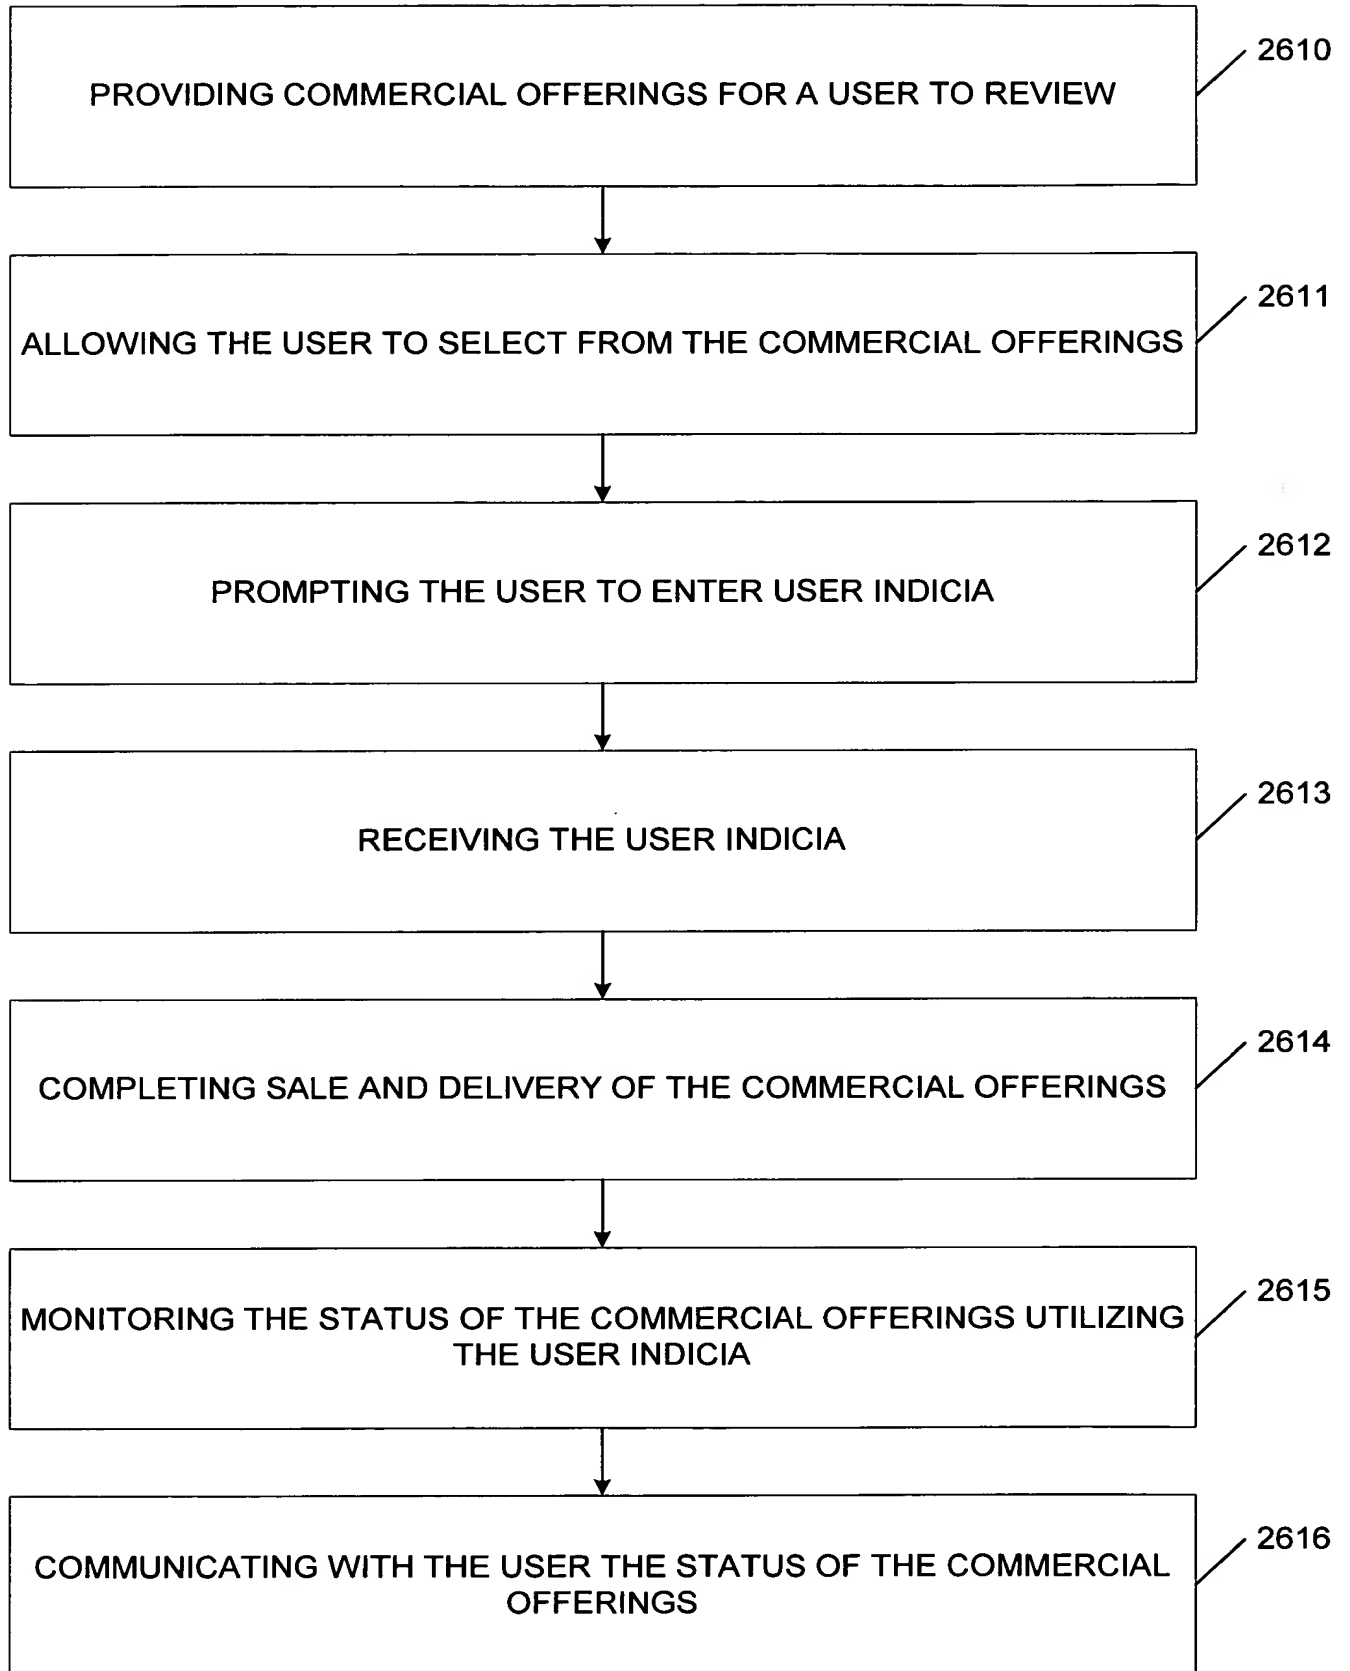 PROVIDING COMMERCIAL OFFERINGS FOR A USER TO REVIEW
2610
ALLOWING THE USER TO SELECT FROM THE COMMERCIAL OFFERINGS
2611
PROMPTING THE USER TO ENTER USER INDICIA
2612
RECEIVING THE USER INDICIA
2613
COMPLETING SALE AND DELIVERY OF THE COMMERCIAL OFFERINGS
2614
MONITORING THE STATUS OF THE COMMERCIAL OFFERINGS UTILIZING
THE USER INDICIA
2615
COMMUNICATING WITH THE USER THE STATUS OF THE COMMERCIAL
OFFERINGS
2616